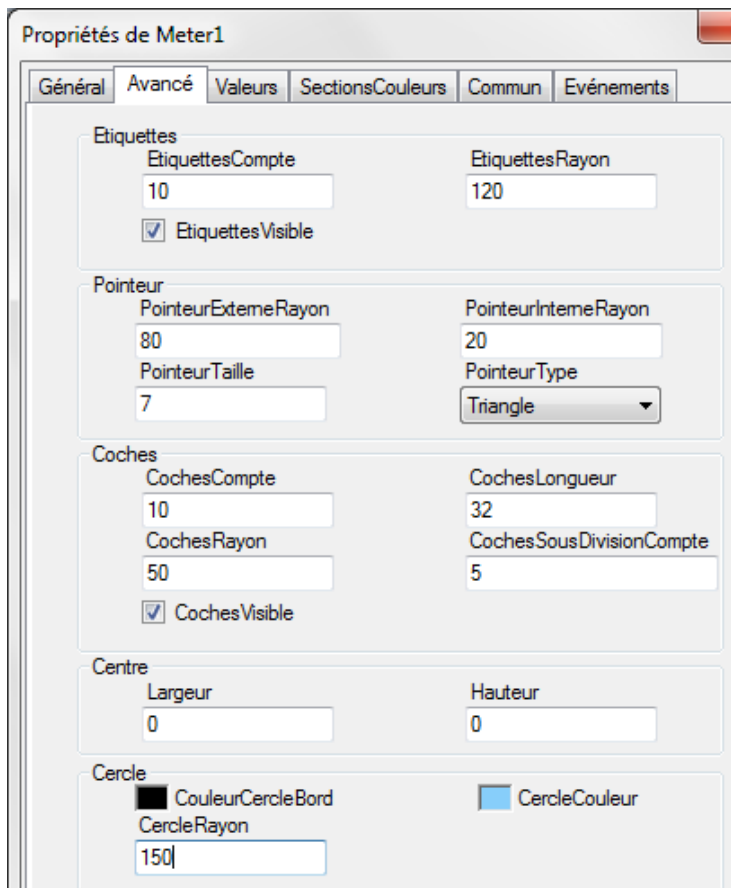 Propriétés de Meter1
Général Avancé Valeurs SectionsCouleurs Commun Evénements
Etiquettes
EtiquettesCompte EtiquettesRayon
10 120
EtiquettesVisible
Pointeur
PointeurExterneRayon PointeurInterneRayon
80 20
PointeurTaille PointeurType
7 Triangle
Coches
CochesCompte CochesLongueur
10 32
CochesRayon CochesSousDivisionCompte
50 5
CochesVisible
Centre
Largeur Hauteur
0 0
Cercle
CouleurCercleBord CercleCouleur
CercleRayon
150